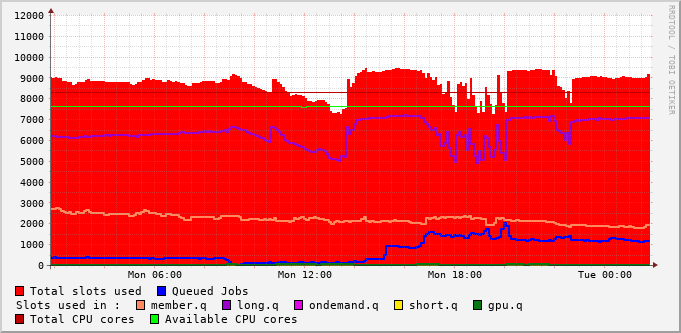 12000
11000
10000
9000
8000
7000
6000
5000
4000
3000
2000
1000
0
Mon 06:00 Mon 12:00 Mon 18:00 Tue 00:00
Total slots used Queued Jobs
Slots used in : member.q long.q ondemand.q short.q gpu.q
Total CPU cores Available CPU cores
RRDTOOL / TOBI OETIKER